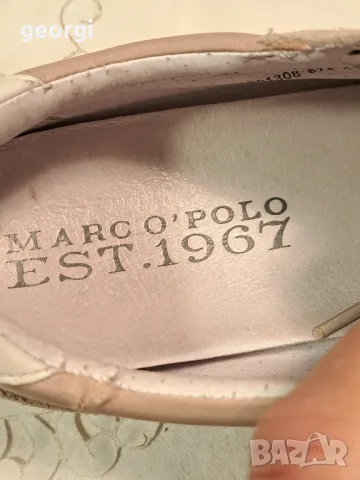 georgi
MARC O'POLO
EST.1967
BAZAR